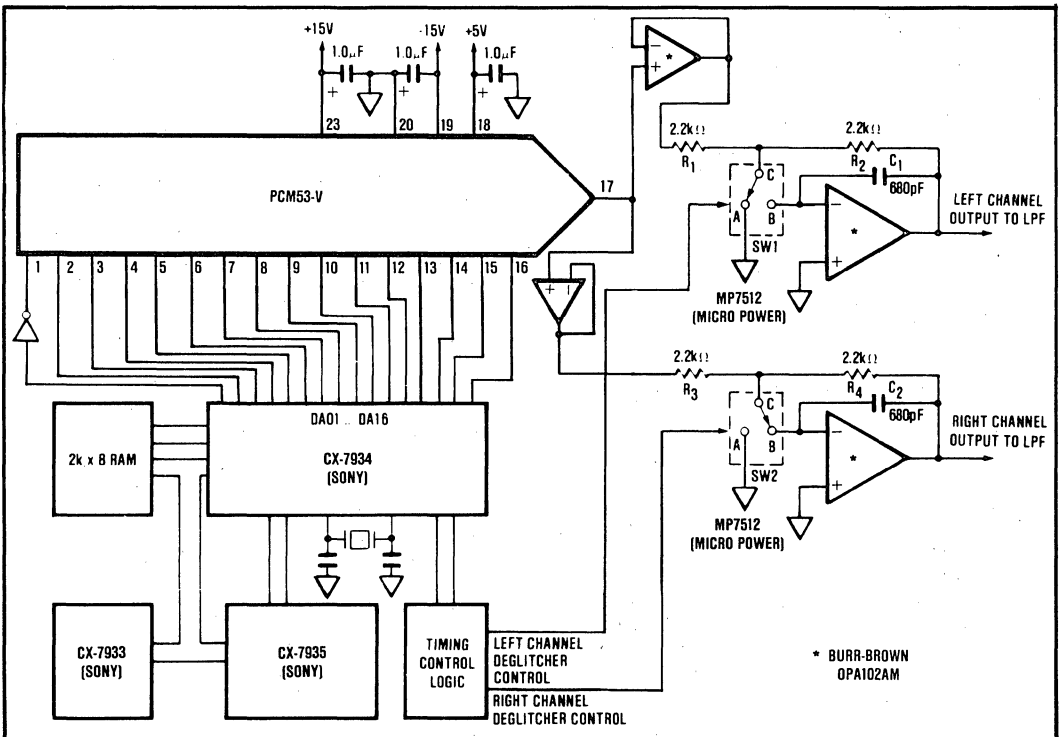 +15V
-15V
+5V
1.0µF
1.0µF
1.0µF
+
+
+
23
20
19
18
PCM53-V
17
1
2
3
4
5
6
7
8
9
10
11
12
13
14
15
16
−
+
*
2.2kΩ
R1
2.2kΩ
R2
C1
680pF
C
A
B
SW1
−
+
*
LEFT CHANNEL
OUTPUT TO LPF
MP7512
(MICRO POWER)
+
−
2.2kΩ
R3
2.2kΩ
R4
C2
680pF
C
A
B
SW2
−
+
*
RIGHT CHANNEL
OUTPUT TO LPF
MP7512
(MICRO POWER)
DA01 .. DA16
CX-7934
(SONY)
2k x 8 RAM
CX-7933
(SONY)
CX-7935
(SONY)
TIMING
CONTROL
LOGIC
LEFT CHANNEL
DEGLITCHER
CONTROL
RIGHT CHANNEL
DEGLITCHER CONTROL
* BURR-BROWN
OPA102AM